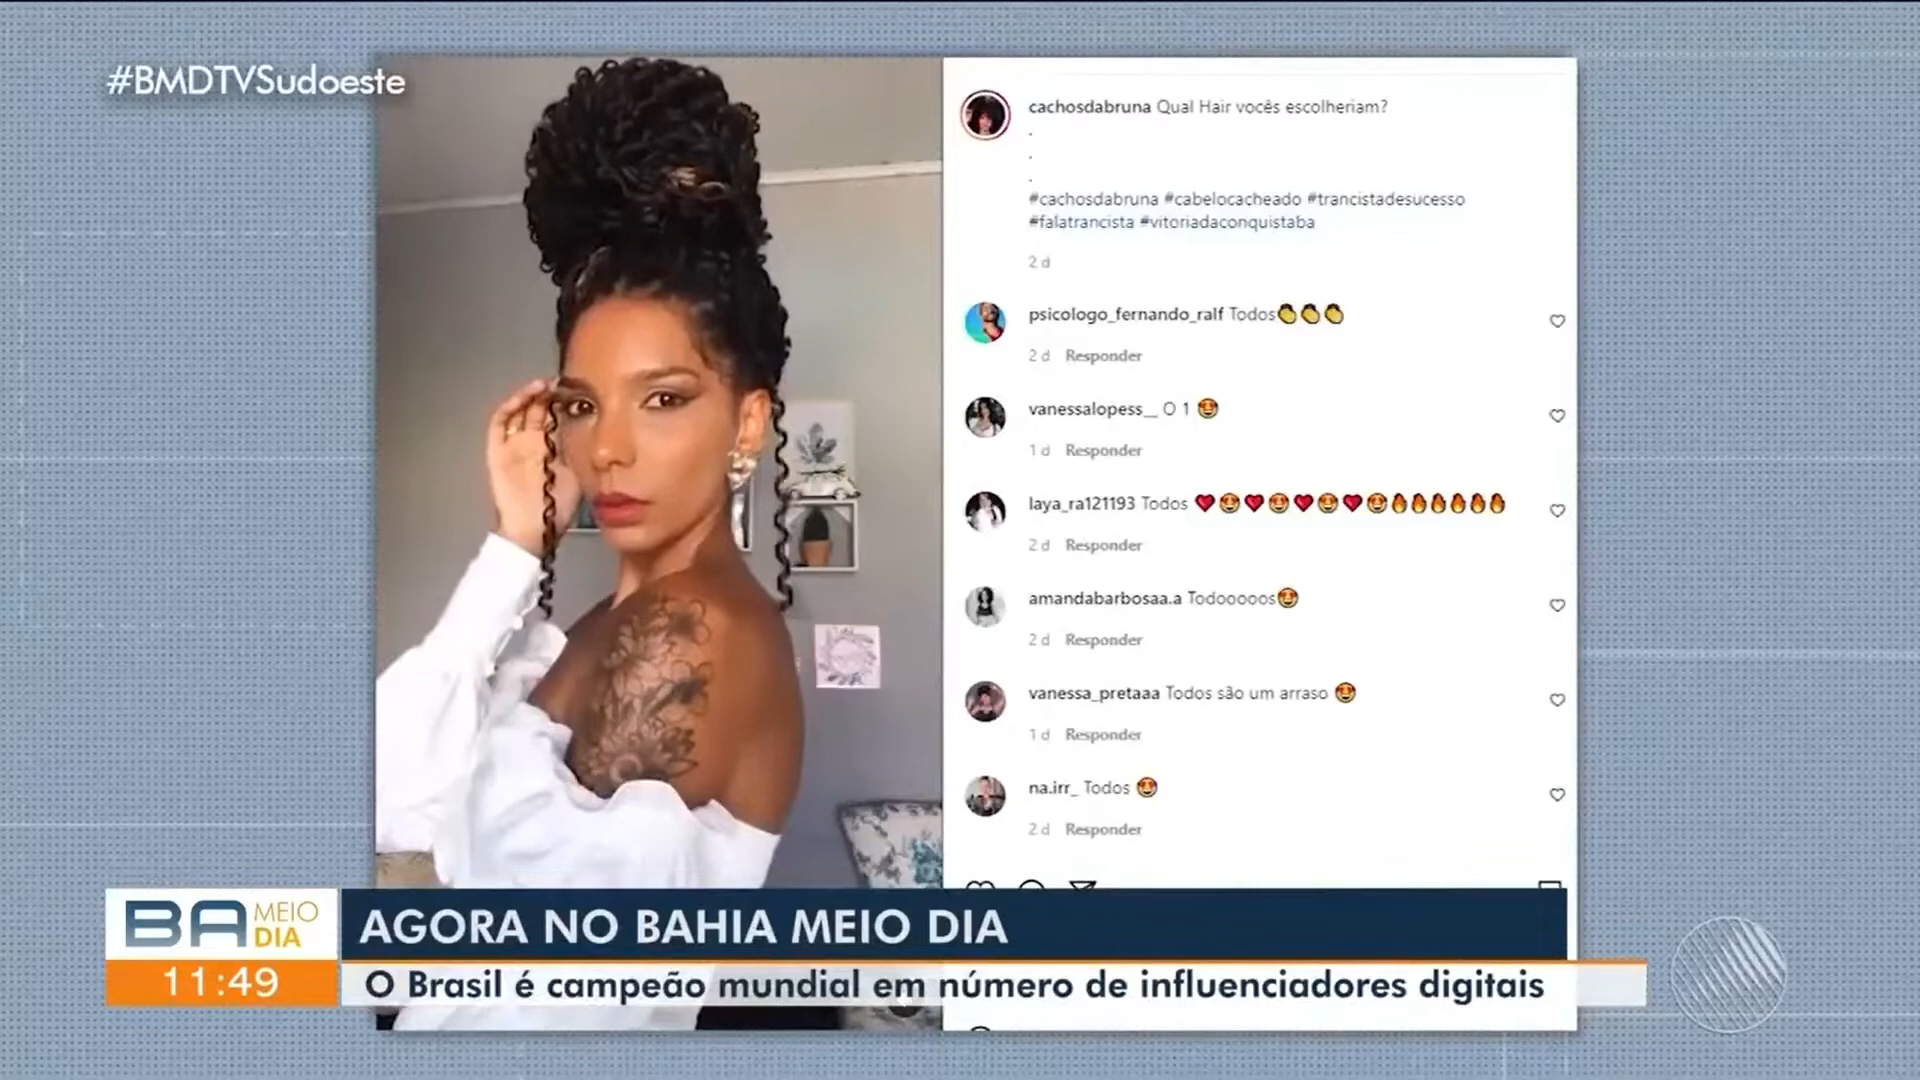 #BMDTVSudoeste
cachosdabruna Qual Hair vocês escolheriam?
.
.
.
#cachosdabruna #cabelocacheado #trancistadesucesso
#falatrancista #vitoriadaconquistaba
2 d
psicologo_fernando_ralf Todos👏👏👏
2 d Responder
vanessalopess__ O 1 😍
1 d Responder
laya_ra121193 Todos ❤️😍❤️😍❤️😍❤️😍🔥🔥🔥🔥🔥🔥
2 d Responder
amandabarbosaa.a Todooooos😍
2 d Responder
vanessa_pretaaa Todos são um arraso 😍
1 d Responder
na.irr_ Todos 😍
2 d Responder
BA MEIO DIA
AGORA NO BAHIA MEIO DIA
11:49
O Brasil é campeão mundial em número de influenciadores digitais